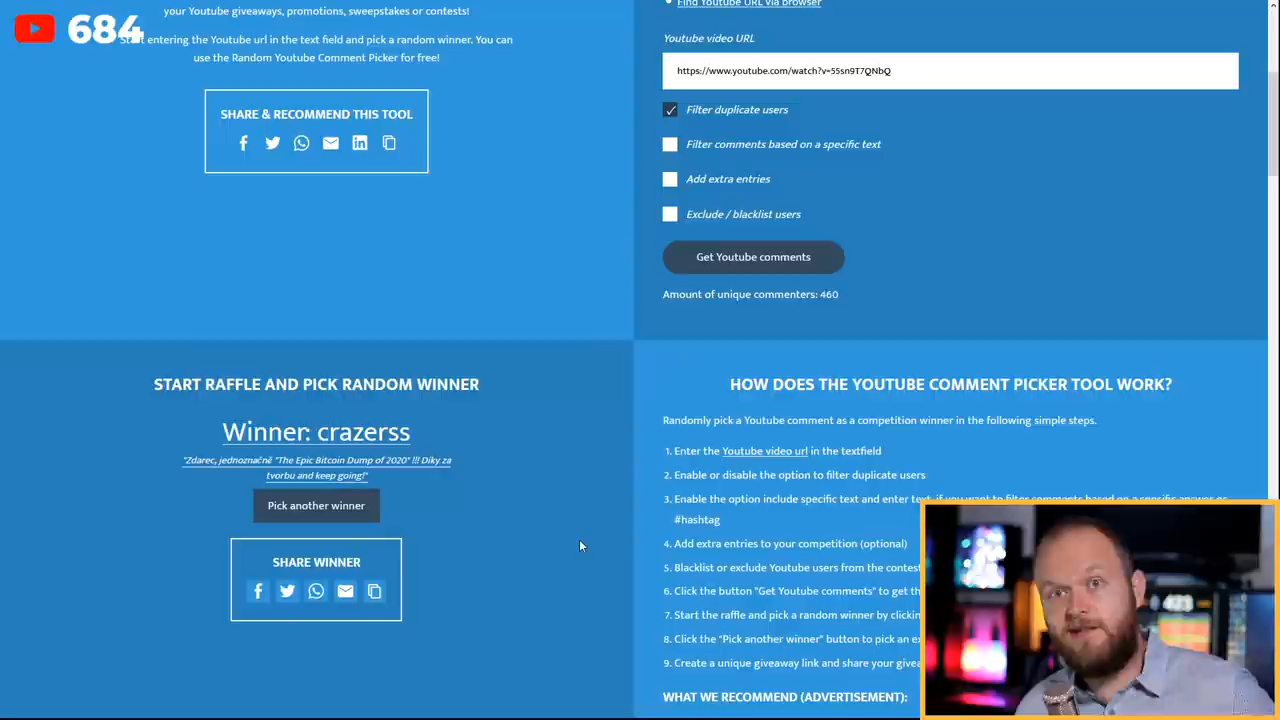 your Youtube giveaways, promotions, sweepstakes or contests!
684
entering the Youtube url in the text field and pick a random winner. You can
use the Random Youtube Comment Picker for free!
SHARE & RECOMMEND THIS TOOL
Find Youtube URL via browser
Youtube video URL
https://www.youtube.com/watch?v=55sn9T7QNbQ
Filter duplicate users
Filter comments based on a specific text
Add extra entries
Exclude / blacklist users
Get Youtube comments
Amount of unique commenters: 460
START RAFFLE AND PICK RANDOM WINNER
Winner: crazerss
"Zdarec, jednoznačně "The Epic Bitcoin Dump of 2020" !!! Díky za
tvorbu and keep going!"
Pick another winner
SHARE WINNER
HOW DOES THE YOUTUBE COMMENT PICKER TOOL WORK?
Randomly pick a Youtube comment as a competition winner in the following simple steps.
1. Enter the Youtube video url in the textfield
2. Enable or disable the option to filter duplicate users
3. Enable the option include specific text and enter text, if you want to filter comments based on a specific answer or
#hashtag
4. Add extra entries to your competition (optional)
5. Blacklist or exclude Youtube users from the contest
6. Click the button "Get Youtube comments" to get th
7. Start the raffle and pick a random winner by clickin
8. Click the "Pick another winner" button to pick an ex
9. Create a unique giveaway link and share your givea
WHAT WE RECOMMEND (ADVERTISEMENT):
423